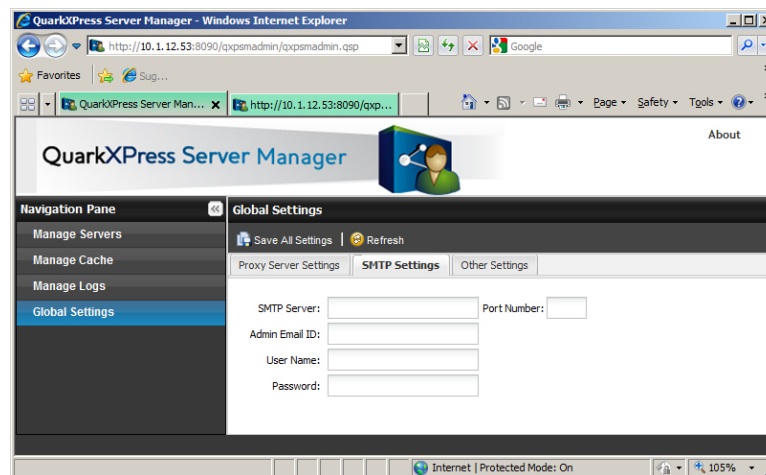 QuarkXPress Server Manager - Windows Internet Explorer
http://10.1.12.53:8090/qxpsmadmin/qxpsmadmin.qsp
Google
Favorites
Sug...
QuarkXPress Server Man...
http://10.1.12.53:8090/qxp...
Page
Safety
Tools
About
QuarkXPress Server Manager
Navigation Pane
Global Settings
Manage Servers
Save All Settings
Refresh
Manage Cache
Proxy Server Settings
SMTP Settings
Other Settings
Manage Logs
Global Settings
SMTP Server:
Port Number:
Admin Email ID:
User Name:
Password:
Internet | Protected Mode: On
105%